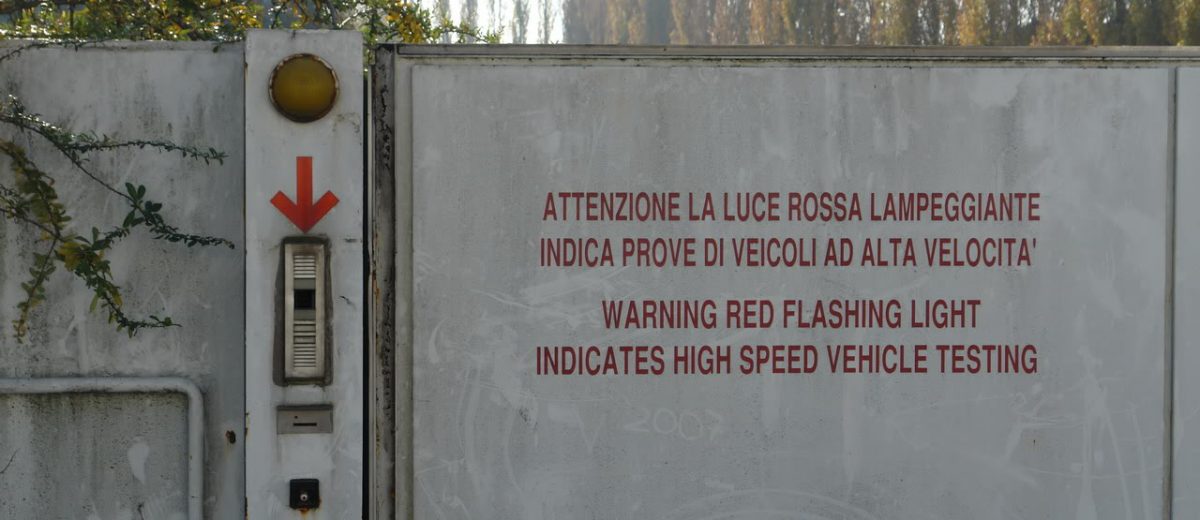 ATTENZIONE LA LUCE ROSSA LAMPEGGIANTE
INDICA PROVE DI VEICOLI AD ALTA VELOCITA'
WARNING RED FLASHING LIGHT
INDICATES HIGH SPEED VEHICLE TESTING
2007